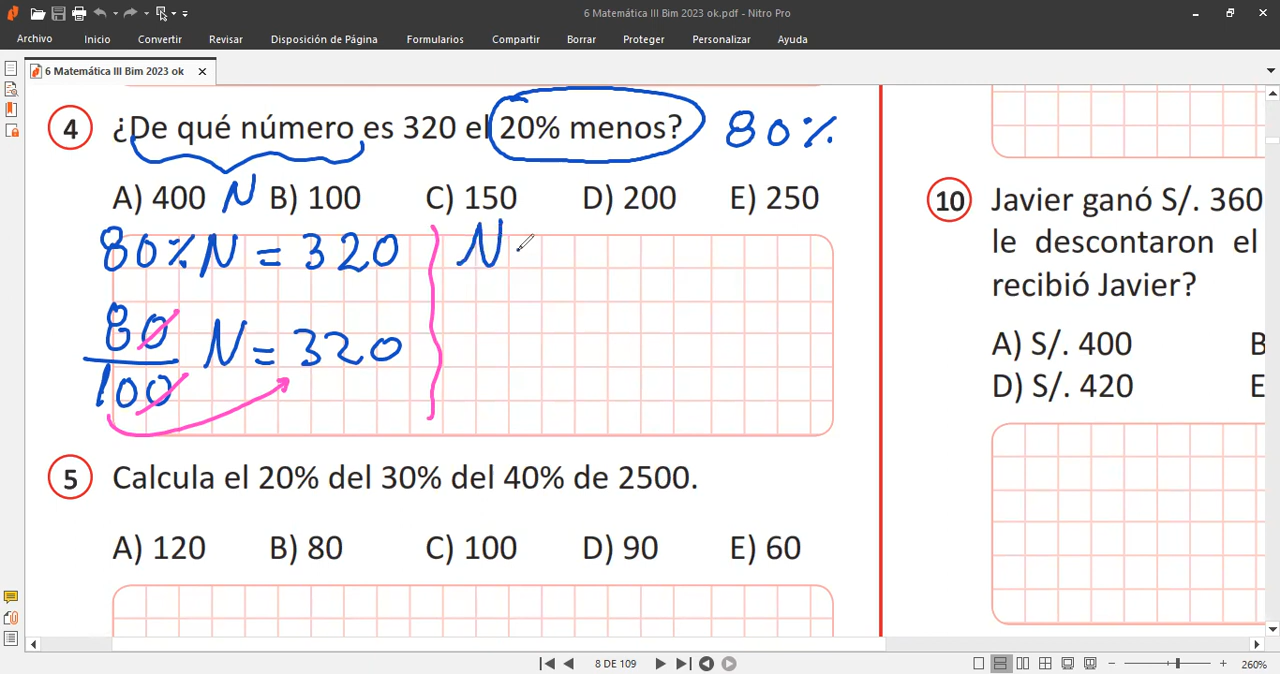 6 Matemática III Bim 2023 ok.pdf - Nitro Pro
Archivo Inicio Convertir Revisar Disposición de Página Formularios Compartir Borrar Proteger Personalizar Ayuda
6 Matemática III Bim 2023 ok
4 ¿De qué número es 320 el 20% menos? 80%
A) 400 N B) 100 C) 150 D) 200 E) 250
80% N = 320 N
80
100 N = 320
5 Calcula el 20% del 30% del 40% de 2500.
A) 120 B) 80 C) 100 D) 90 E) 60
10 Javier ganó S/. 360
le descontaron el
recibió Javier?
A) S/. 400 B
D) S/. 420 E
8 DE 109
260%